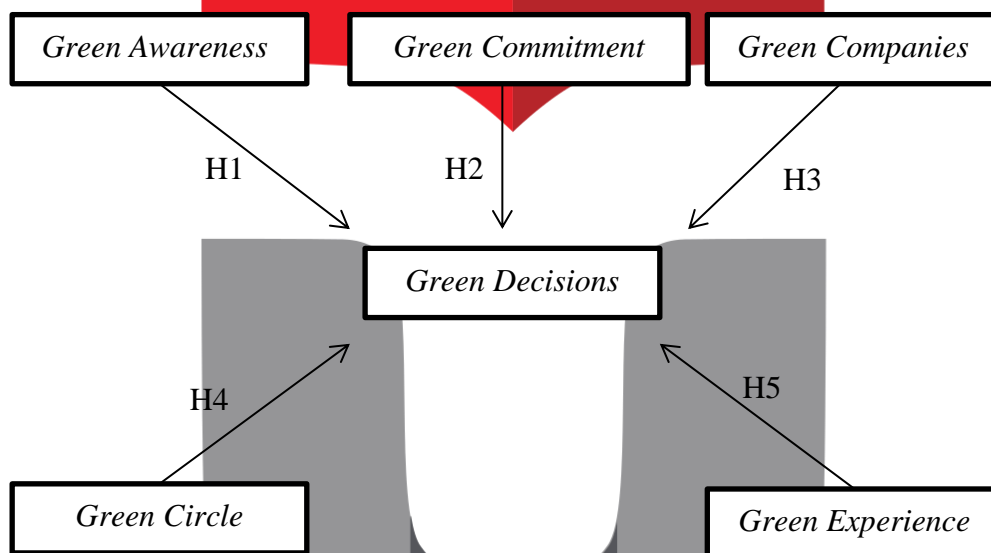 Green Awareness
Green Commitment
Green Companies
H1
H2
H3
Green Decisions
H4
H5
Green Circle
Green Experience